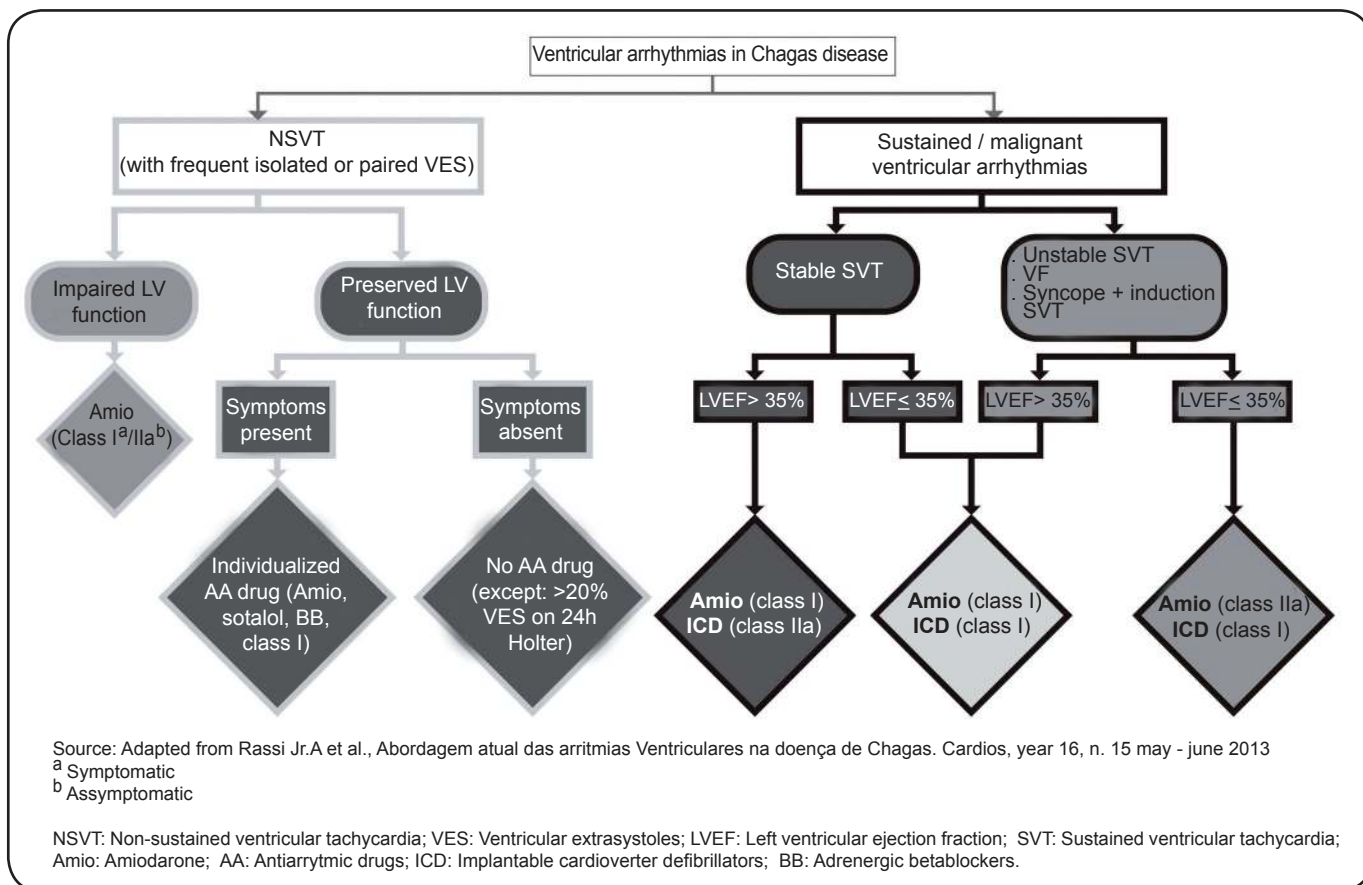 Ventricular arrhythmias in Chagas disease
NSVT
(with frequent isolated or paired VES)
Sustained / malignant
ventricular arrhythmias
Impaired LV
function
Preserved LV
function
Stable SVT
. Unstable SVT
. VF
. Syncope + induction
SVT
Amio
(Class Iª/IIaᵇ)
Symptoms
present
Symptoms
absent
LVEF> 35%
LVEF≤ 35%
LVEF> 35%
LVEF≤ 35%
Individualized
AA drug (Amio,
sotalol, BB,
class I)
No AA drug
(except: >20%
VES on 24h
Holter)
Amio (class I)
ICD (class IIa)
Amio (class I)
ICD (class I)
Amio (class IIa)
ICD (class I)
Source: Adapted from Rassi Jr.A et al., Abordagem atual das arritmias Ventriculares na doença de Chagas. Cardios, year 16, n. 15 may - june 2013
ª Symptomatic
ᵇ Assymptomatic
NSVT: Non-sustained ventricular tachycardia; VES: Ventricular extrasystoles; LVEF: Left ventricular ejection fraction; SVT: Sustained ventricular tachycardia;
Amio: Amiodarone; AA: Antiarrytmic drugs; ICD: Implantable cardioverter defibrillators; BB: Adrenergic betablockers.